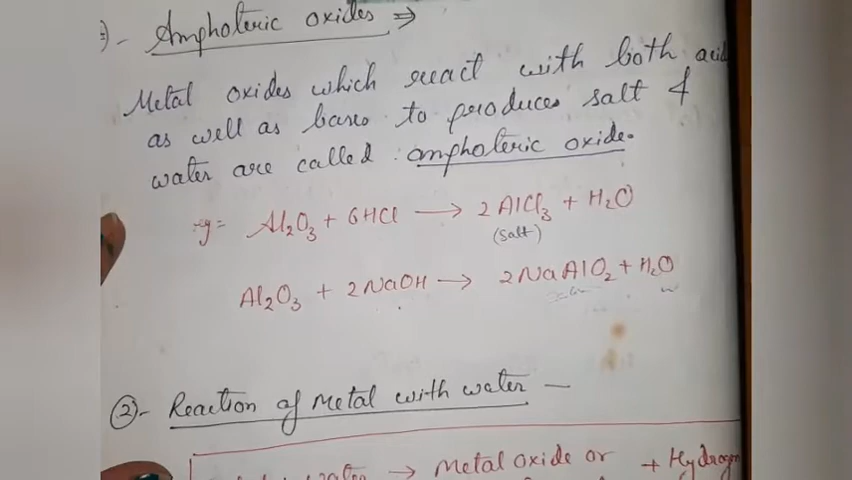 Amphoteric oxides ⇒
Metal oxides which react with both acid
as well as bases to produces salt &
water are called amphoteric oxide.
eg = Al₂O₃ + 6HCl → 2AlCl₃ + H₂O
(salt)
Al₂O₃ + 2NaOH → 2NaAlO₂ + H₂O
②- Reaction of Metal with water —
water → Metal oxide or + Hydrogen